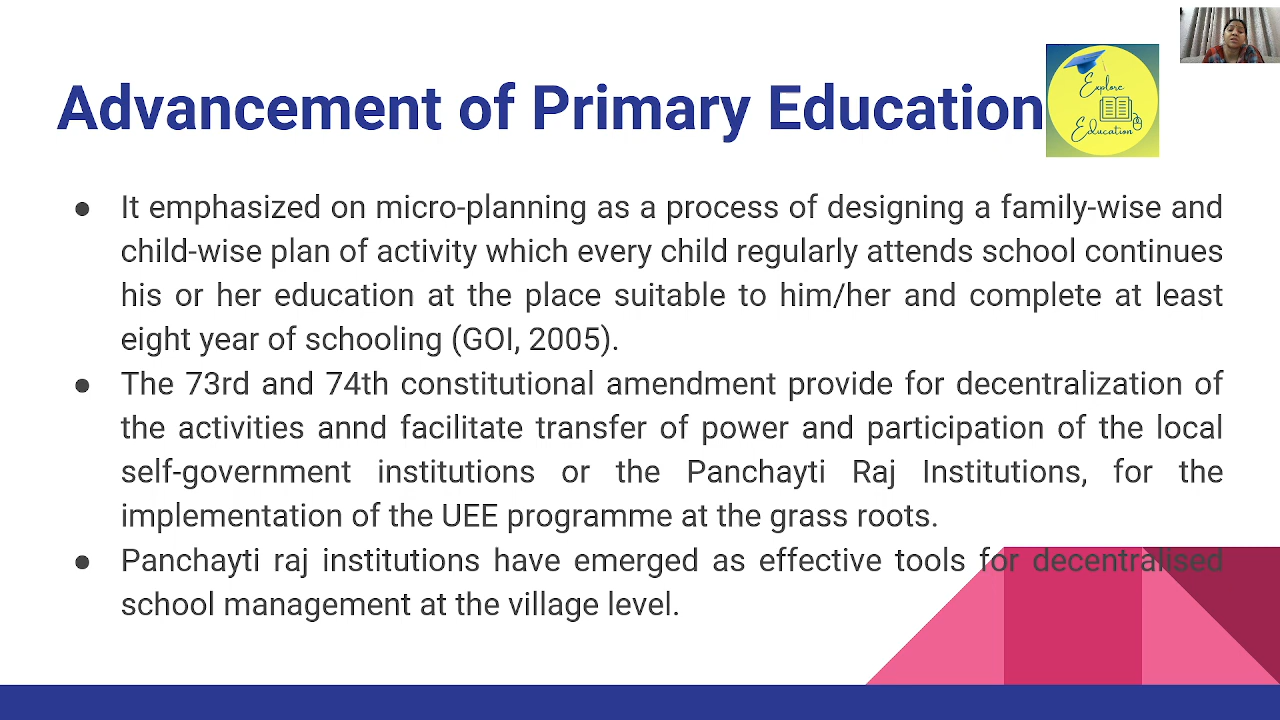 Advancement of Primary Education
Explore
Education
● It emphasized on micro-planning as a process of designing a family-wise and
child-wise plan of activity which every child regularly attends school continues
his or her education at the place suitable to him/her and complete at least
eight year of schooling (GOI, 2005).
● The 73rd and 74th constitutional amendment provide for decentralization of
the activities annd facilitate transfer of power and participation of the local
self-government institutions or the Panchayti Raj Institutions, for the
implementation of the UEE programme at the grass roots.
● Panchayti raj institutions have emerged as effective tools for decentralised
school management at the village level.